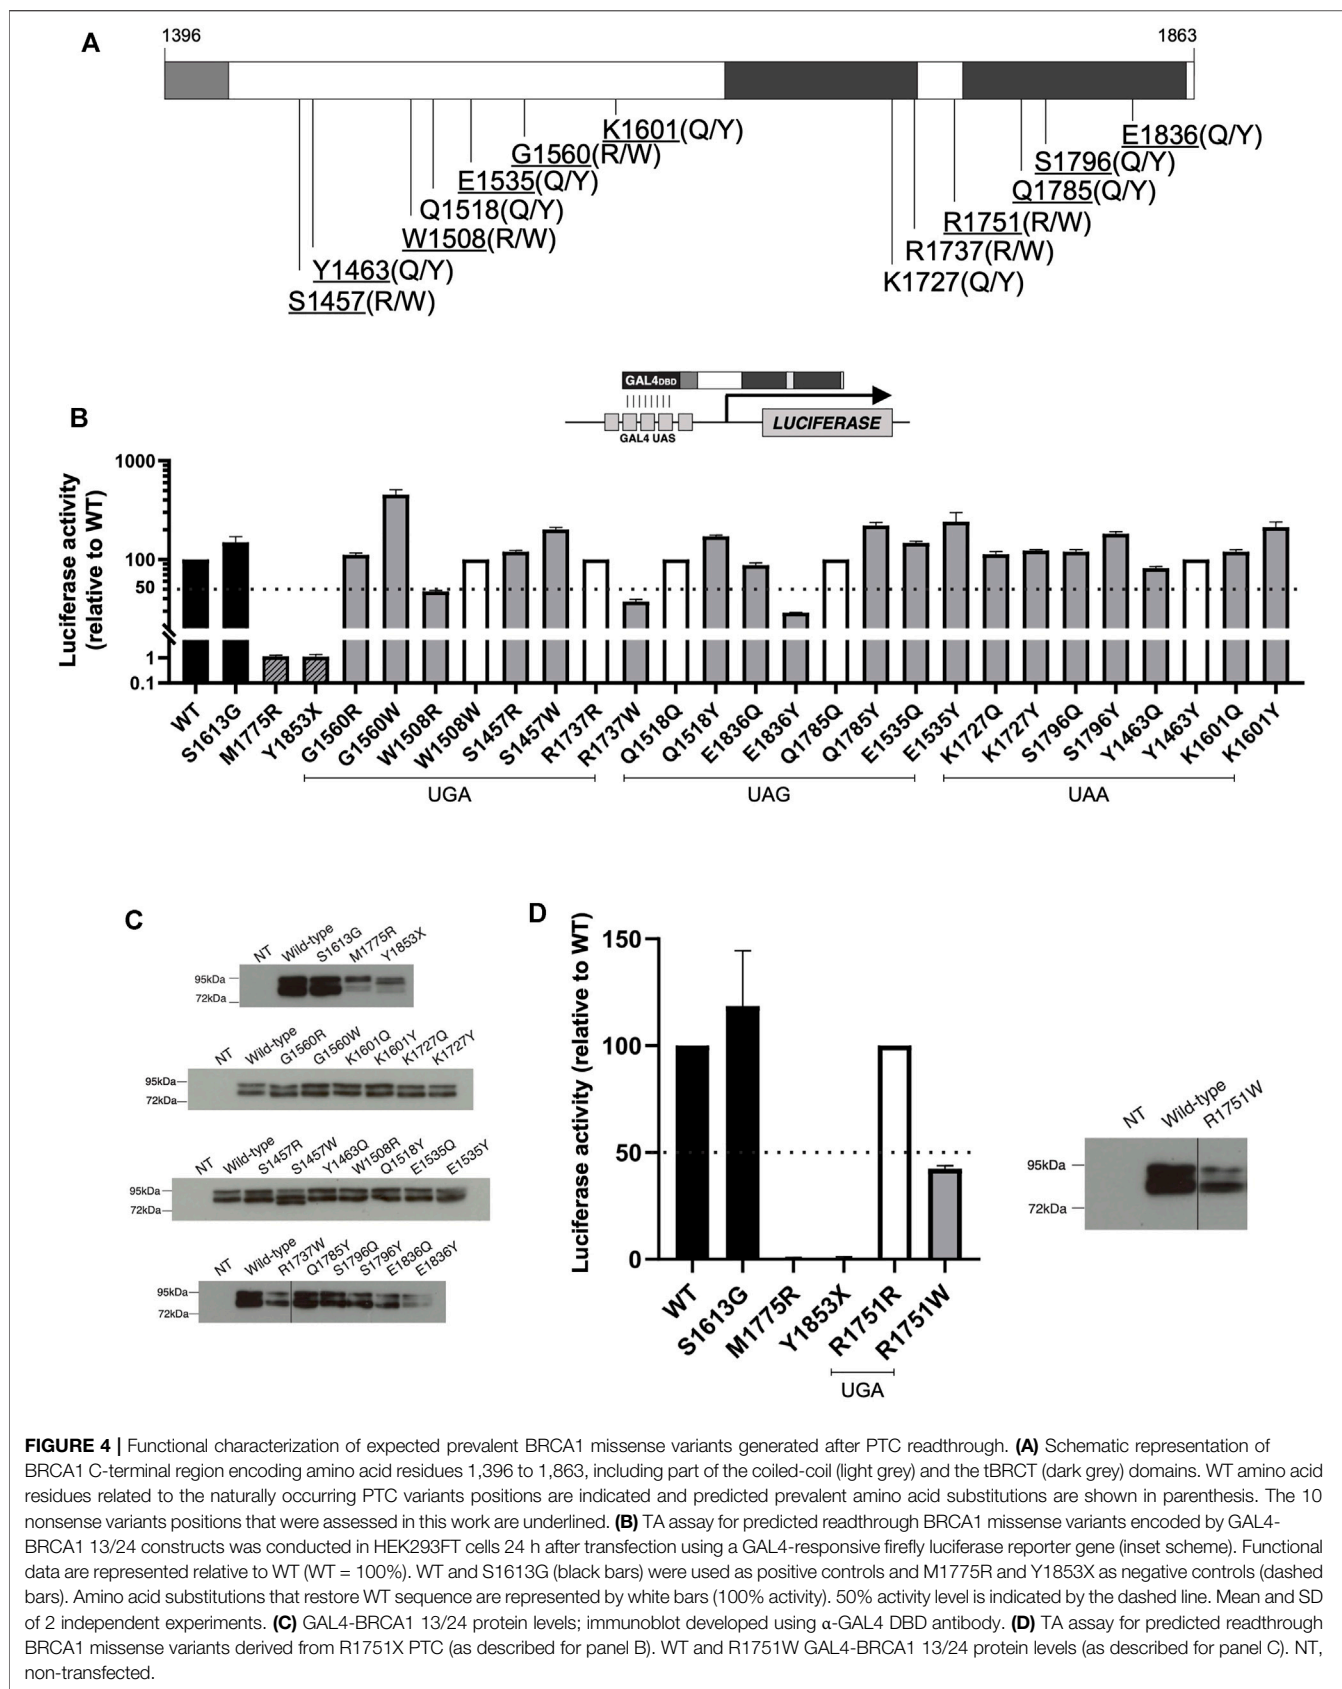 A
1396
1863
K1601(Q/Y)
G1560(R/W)
E1535(Q/Y)
Q1518(Q/Y)
W1508(R/W)
Y1463(Q/Y)
S1457(R/W)
E1836(Q/Y)
S1796(Q/Y)
Q1785(Q/Y)
R1751(R/W)
R1737(R/W)
K1727(Q/Y)
B
GAL4DBD
GAL4 UAS
LUCIFERASE
Luciferase activity
(relative to WT)
1000
100
50
1
0.1
WT
S1613G
M1775R
Y1853X
G1560R
G1560W
W1508R
W1508W
S1457R
S1457W
R1737R
R1737W
Q1518Q
Q1518Y
E1836Q
E1836Y
Q1785Q
Q1785Y
E1535Q
E1535Y
K1727Q
K1727Y
S1796Q
S1796Y
Y1463Q
Y1463Y
K1601Q
K1601Y
UGA
UAG
UAA
C
NT
Wild-type
S1613G
M1775R
Y1853X
95kDa
72kDa
NT
Wild-type
G1560R
G1560W
K1601Q
K1601Y
K1727Q
K1727Y
95kDa
72kDa
NT
Wild-type
S1457R
S1457W
Y1463Q
W1508R
Q1518Y
E1535Q
E1535Y
95kDa
72kDa
NT
Wild-type
R1737W
Q1785Y
S1796Q
S1796Y
E1836Q
E1836Y
95kDa
72kDa
D
Luciferase activity (relative to WT)
150
100
50
0
WT
S1613G
M1775R
Y1853X
R1751R
R1751W
UGA
NT
Wild-type
R1751W
95kDa
72kDa
FIGURE 4 | Functional characterization of expected prevalent BRCA1 missense variants generated after PTC readthrough. (A) Schematic representation of
BRCA1 C-terminal region encoding amino acid residues 1,396 to 1,863, including part of the coiled-coil (light grey) and the tBRCT (dark grey) domains. WT amino acid
residues related to the naturally occurring PTC variants positions are indicated and predicted prevalent amino acid substitutions are shown in parenthesis. The 10
nonsense variants positions that were assessed in this work are underlined. (B) TA assay for predicted readthrough BRCA1 missense variants encoded by GAL4-
BRCA1 13/24 constructs was conducted in HEK293FT cells 24 h after transfection using a GAL4-responsive firefly luciferase reporter gene (inset scheme). Functional
data are represented relative to WT (WT = 100%). WT and S1613G (black bars) were used as positive controls and M1775R and Y1853X as negative controls (dashed
bars). Amino acid substitutions that restore WT sequence are represented by white bars (100% activity). 50% activity level is indicated by the dashed line. Mean and SD
of 2 independent experiments. (C) GAL4-BRCA1 13/24 protein levels; immunoblot developed using α-GAL4 DBD antibody. (D) TA assay for predicted readthrough
BRCA1 missense variants derived from R1751X PTC (as described for panel B). WT and R1751W GAL4-BRCA1 13/24 protein levels (as described for panel C). NT,
non-transfected.